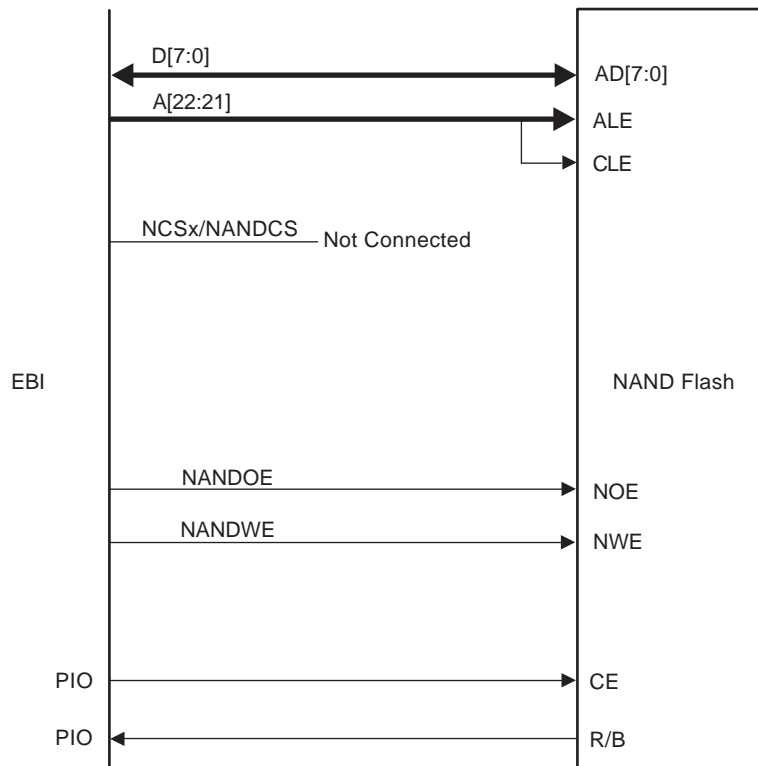 D[7:0]
AD[7:0]
A[22:21]
ALE
CLE
NCSx/NANDCS
Not Connected
EBI
NAND Flash
NANDOE
NOE
NANDWE
NWE
PIO
CE
PIO
R/B